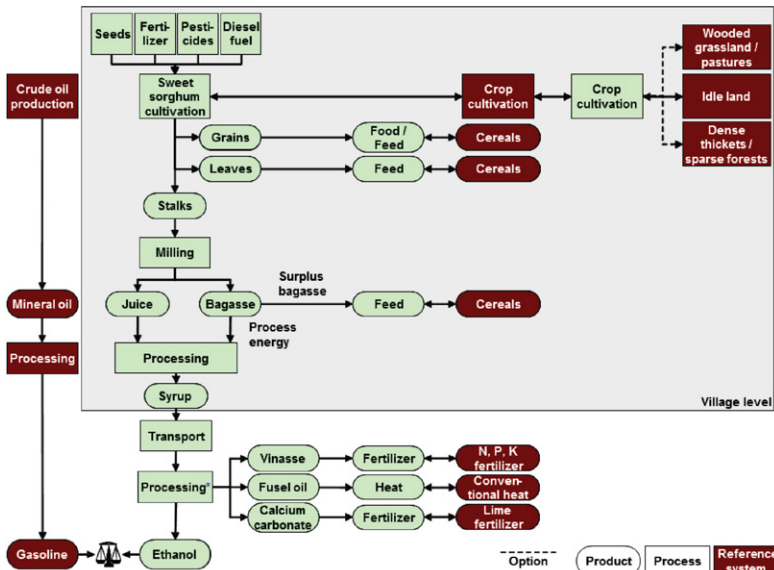 Seeds
Ferti-
lizer
Pesti-
cides
Diesel
fuel
Wooded
grassland /
pastures
Crude oil
production
Sweet
sorghum
cultivation
Crop
cultivation
Crop
cultivation
Idle land
Grains
Food /
Feed
Cereals
Dense
thickets /
sparse forests
Leaves
Feed
Cereals
Stalks
Milling
Surplus
bagasse
Mineral oil
Juice
Bagasse
Feed
Cereals
Process
energy
Processing
Processing
Syrup
Village level
Transport
Vinasse
Fertilizer
N, P, K
fertilizer
Processing*
Fusel oil
Heat
Conven-
tional heat
Calcium
carbonate
Fertilizer
Lime
fertilizer
Gasoline
Ethanol
Option
Product
Process
Reference
system